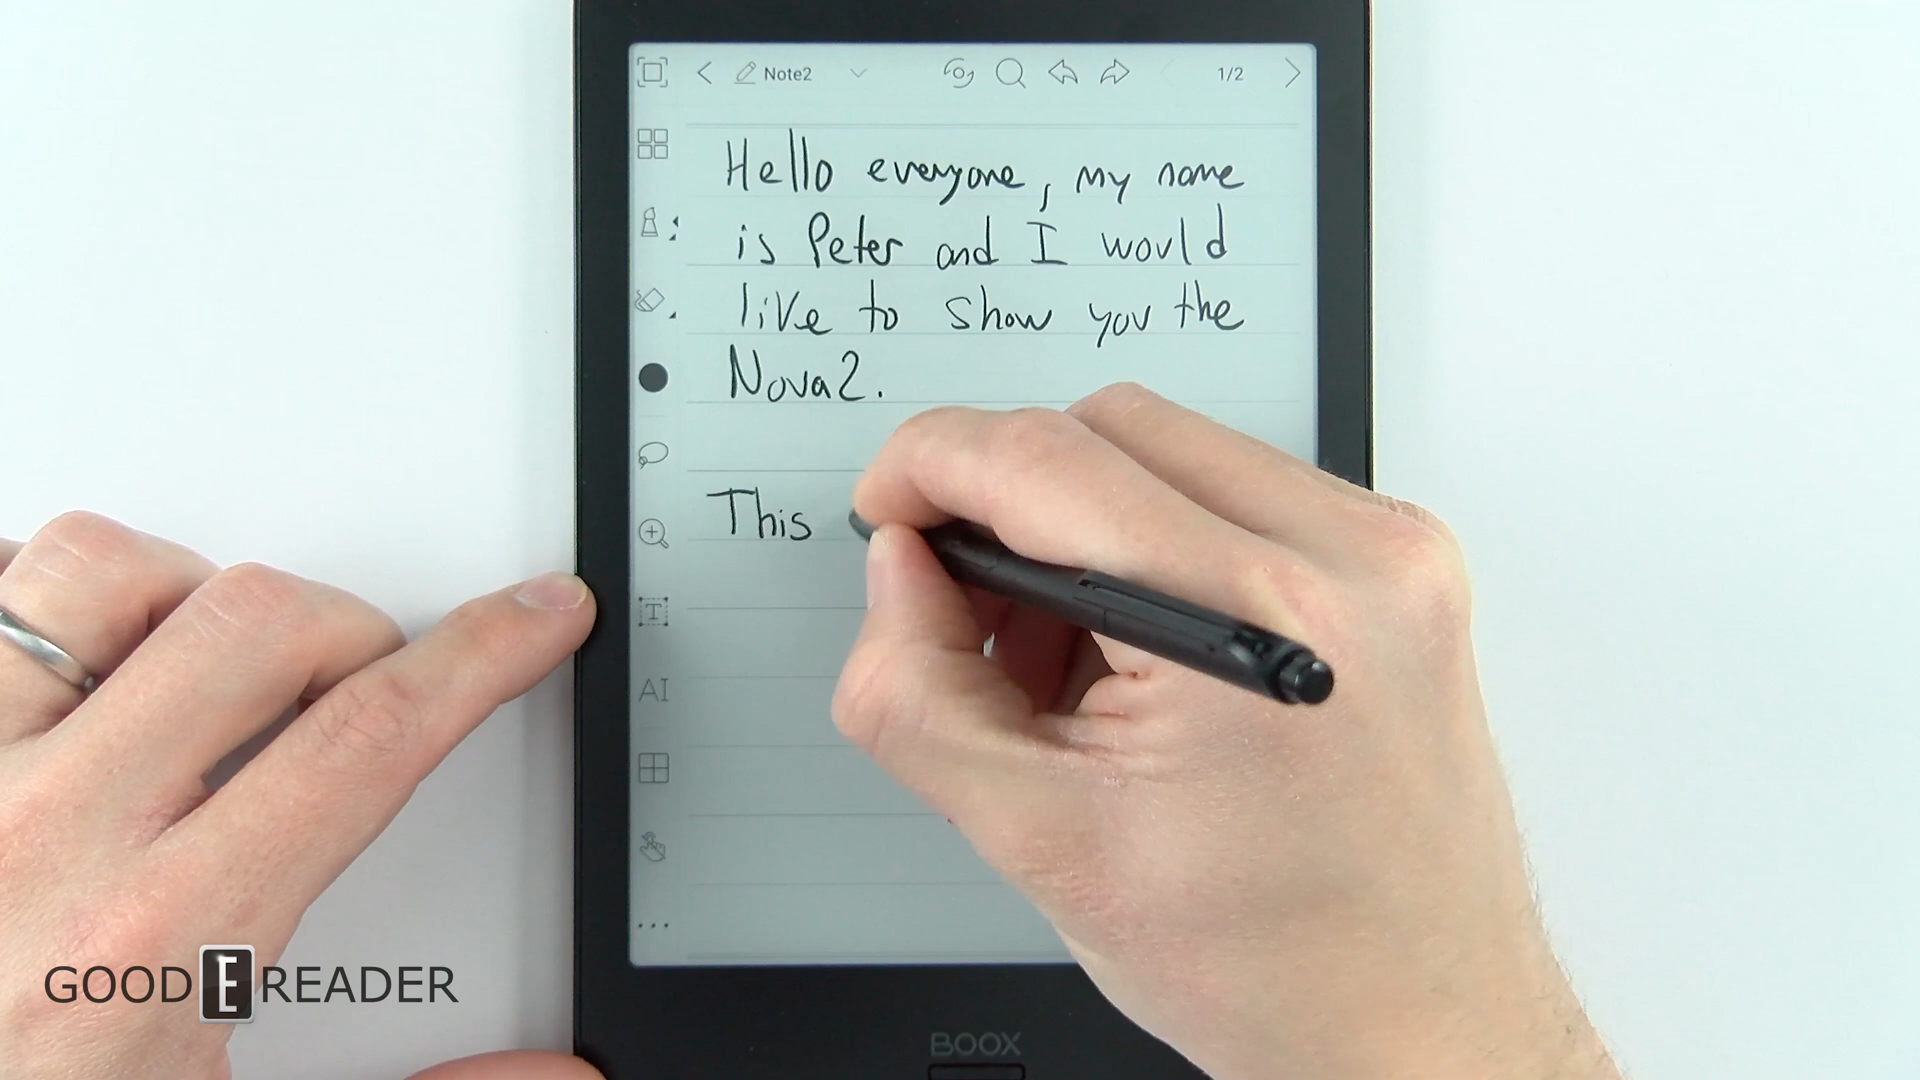 Note2 1/2
Hello everyone, my name
is Peter and I would
like to show you the
Nova2.
This
T
AI
GOOD E READER
BOOX